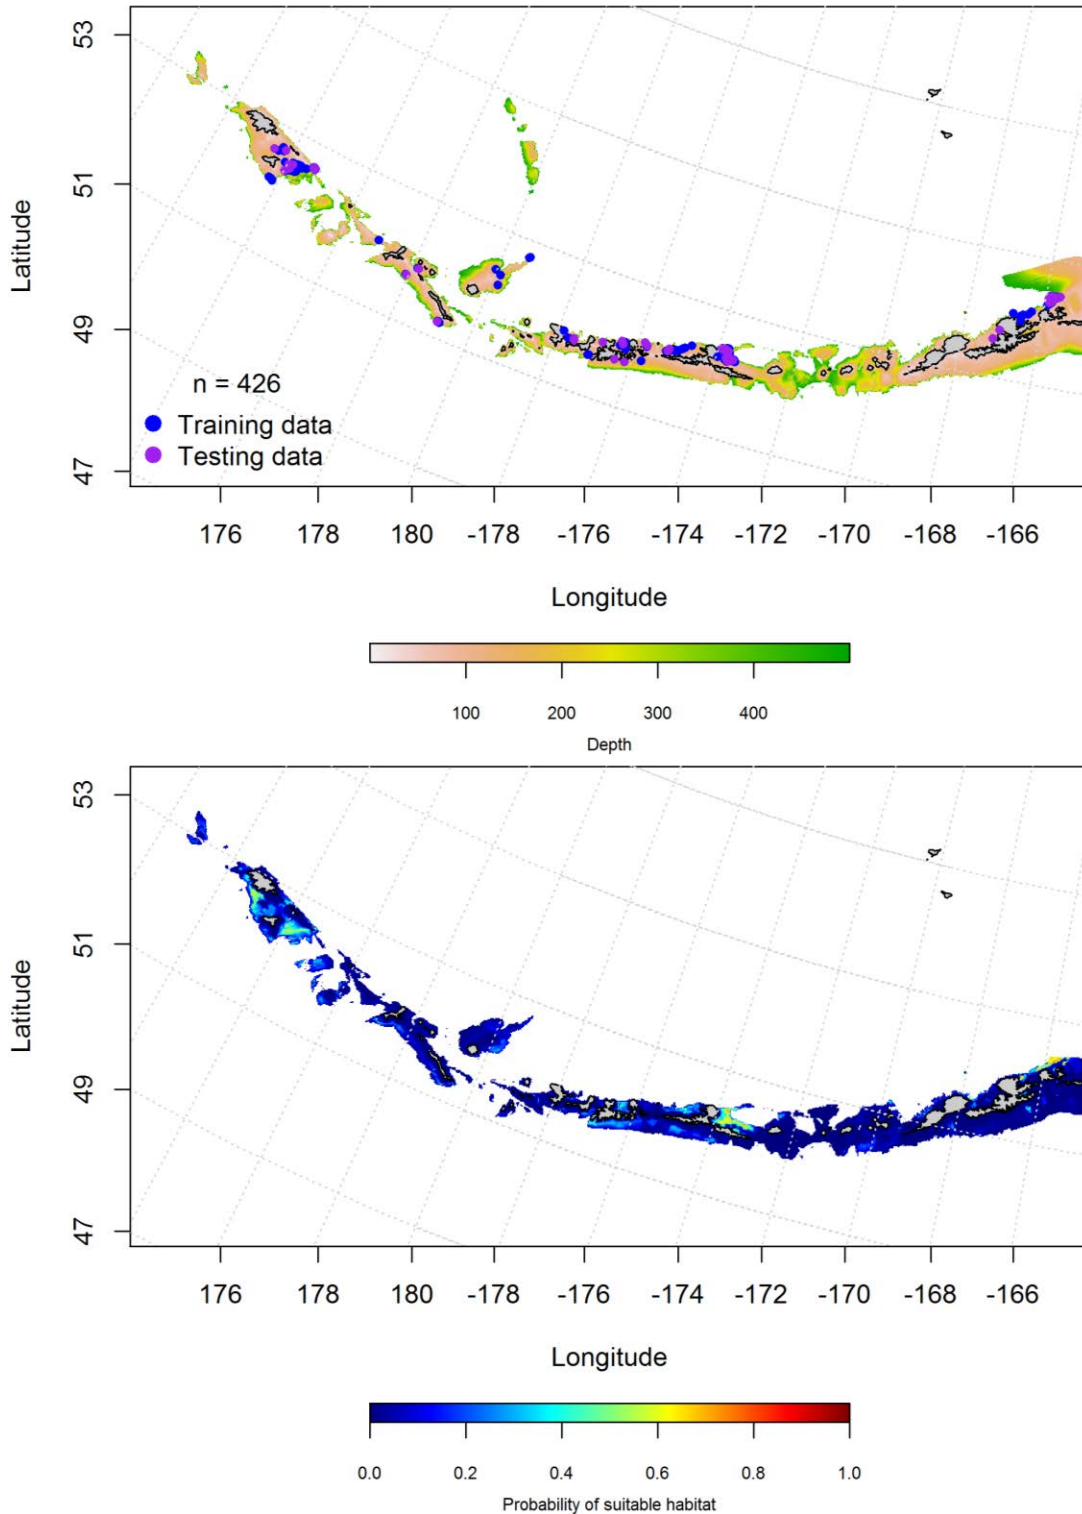 53
51
49
47
Latitude
n = 426
Training data
Testing data
176 178 180 -178 -176 -174 -172 -170 -168 -166
Longitude
100 200 300 400
Depth
53
51
49
47
Latitude
176 178 180 -178 -176 -174 -172 -170 -168 -166
Longitude
0.0 0.2 0.4 0.6 0.8 1.0
Probability of suitable habitat